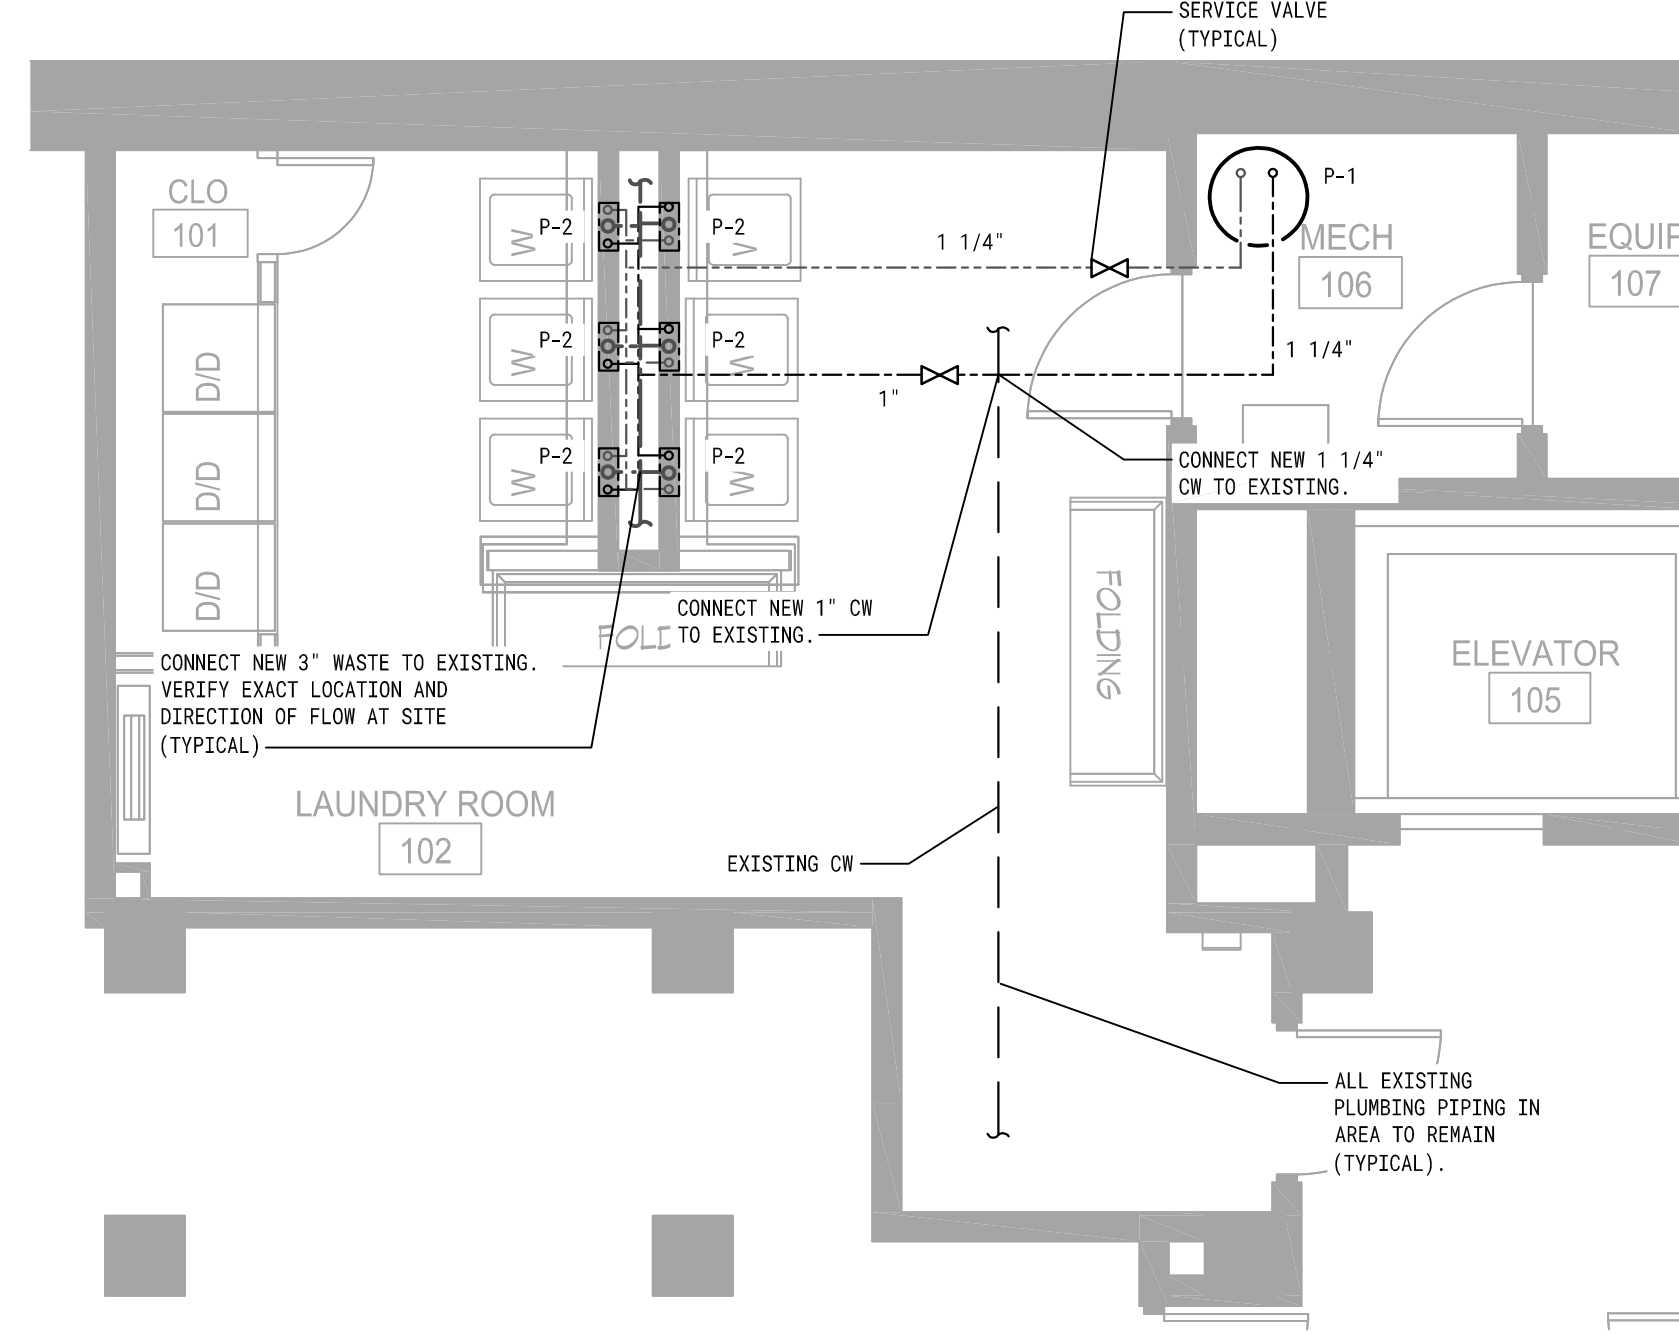 SERVICE VALVE
(TYPICAL)
CLO
101
P-2
P-2
W
1 1/4"
P-1
MECH
106
EQUIP
107
P-2
P-2
W
W
1 1/4"
1"
D/D
D/D
D/D
P-2
P-2
W
W
CONNECT NEW 1 1/4"
CW TO EXISTING.
FOLDING
CONNECT NEW 1" CW
TO EXISTING.
CONNECT NEW 3" WASTE TO EXISTING.
VERIFY EXACT LOCATION AND
DIRECTION OF FLOW AT SITE
(TYPICAL)
ELEVATOR
105
LAUNDRY ROOM
102
EXISTING CW
ALL EXISTING
PLUMBING PIPING IN
AREA TO REMAIN
(TYPICAL).